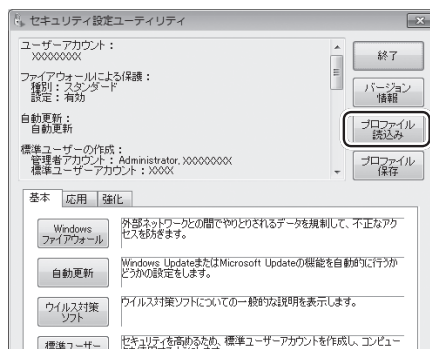 セキュリティ設定ユーティリティ
ユーザーアカウント：
XXXXXXXX
ファイアウォールによる保護：
種別：スタンダード
設定：有効
自動更新：
自動更新
標準ユーザーの作成：
管理者アカウント：Administrator, XXXXXXXX
標準ユーザーアカウント：XXXX
終了
バージョン
情報
プロファイル
読込み
プロファイル
保存
基本 応用 強化
Windows
ファイアウォール
外部ネットワークとの間でやりとりされるデータを規制して、不正なアク
セスを防ぎます。
自動更新
Windows UpdateまたはMicrosoft Updateの機能を自動的に行うか
どうかの設定をします。
ウイルス対策
ソフト
ウイルス対策ソフトについての一般的な説明を表示します。
標準ユーザー
セキュリティを高めるため、標準ユーザーアカウントを作成し、コンピュー